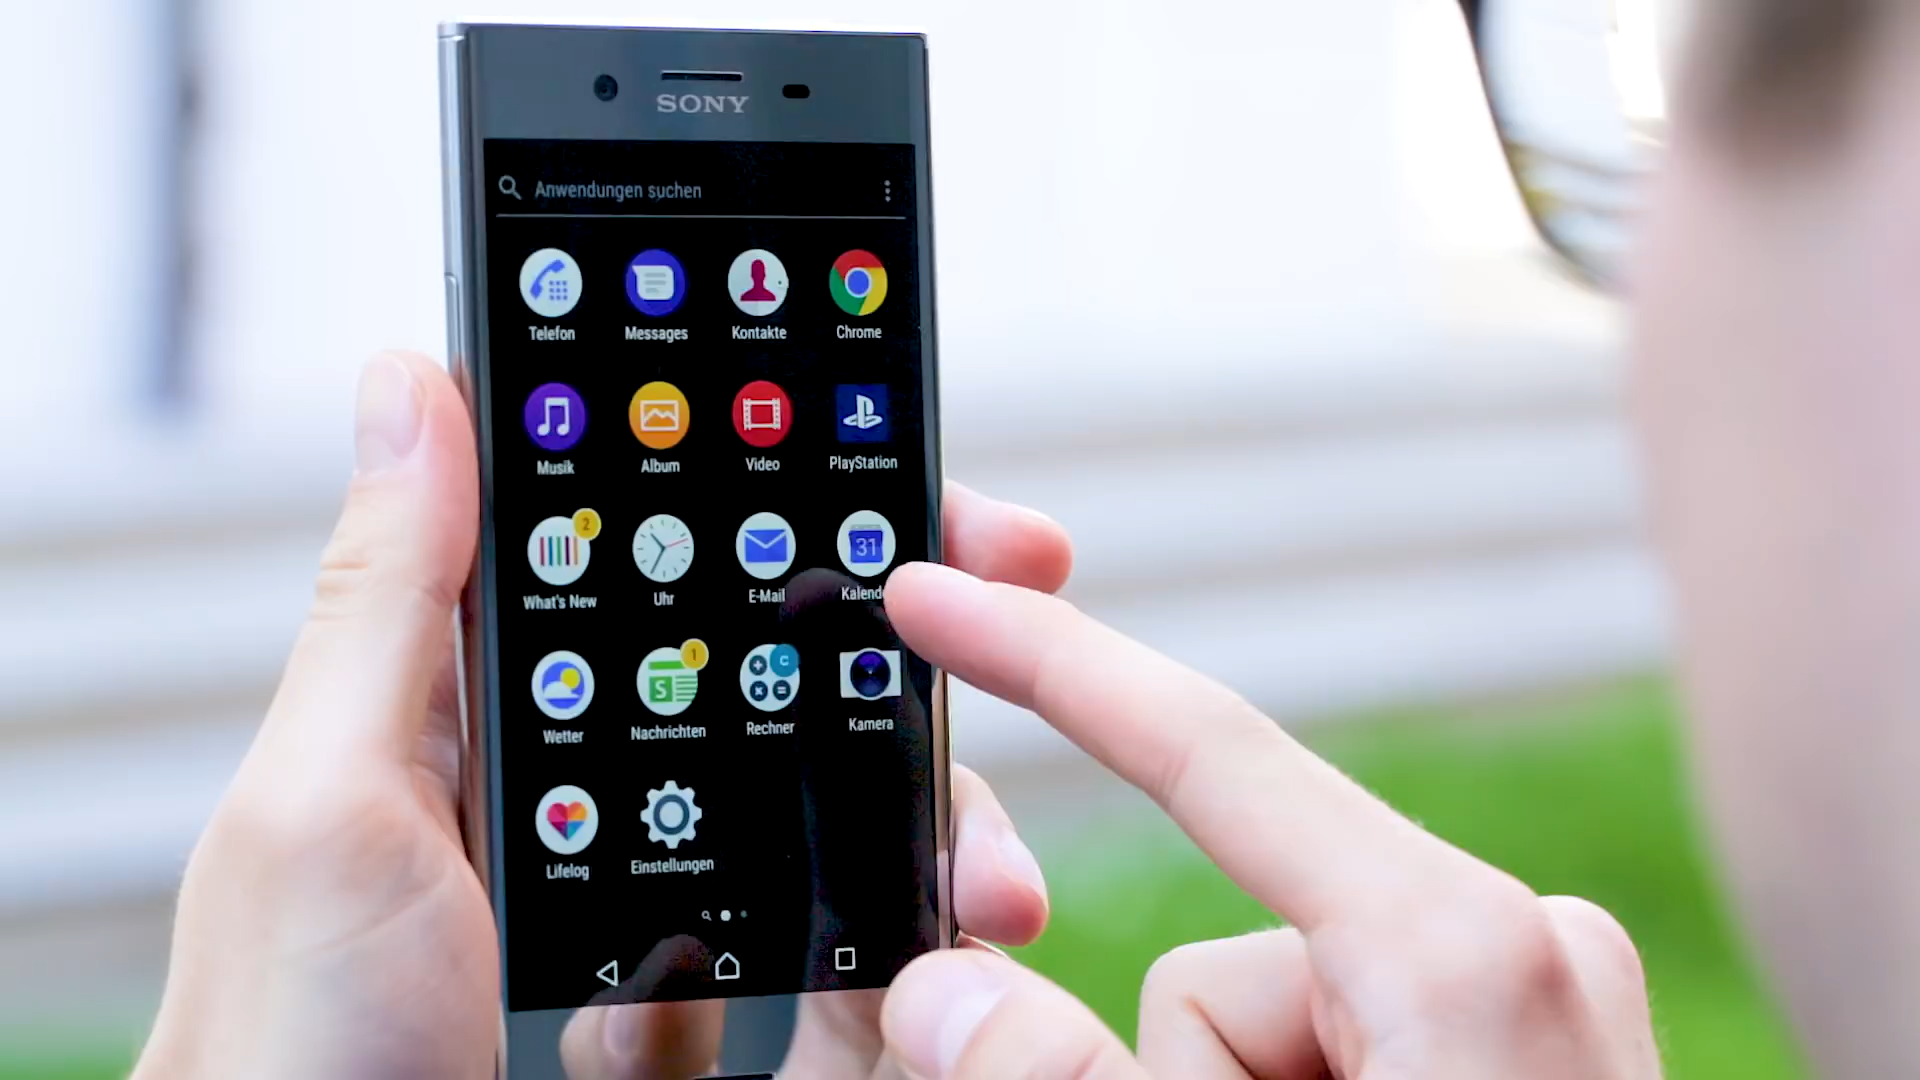 SONY
Anwendungen suchen
Telefon Messages Kontakte Chrome
Musik Album Video PlayStation
2
31
What's New Uhr E-Mail Kalend
1
S
C
Wetter Nachrichten Rechner Kamera
Lifelog Einstellungen